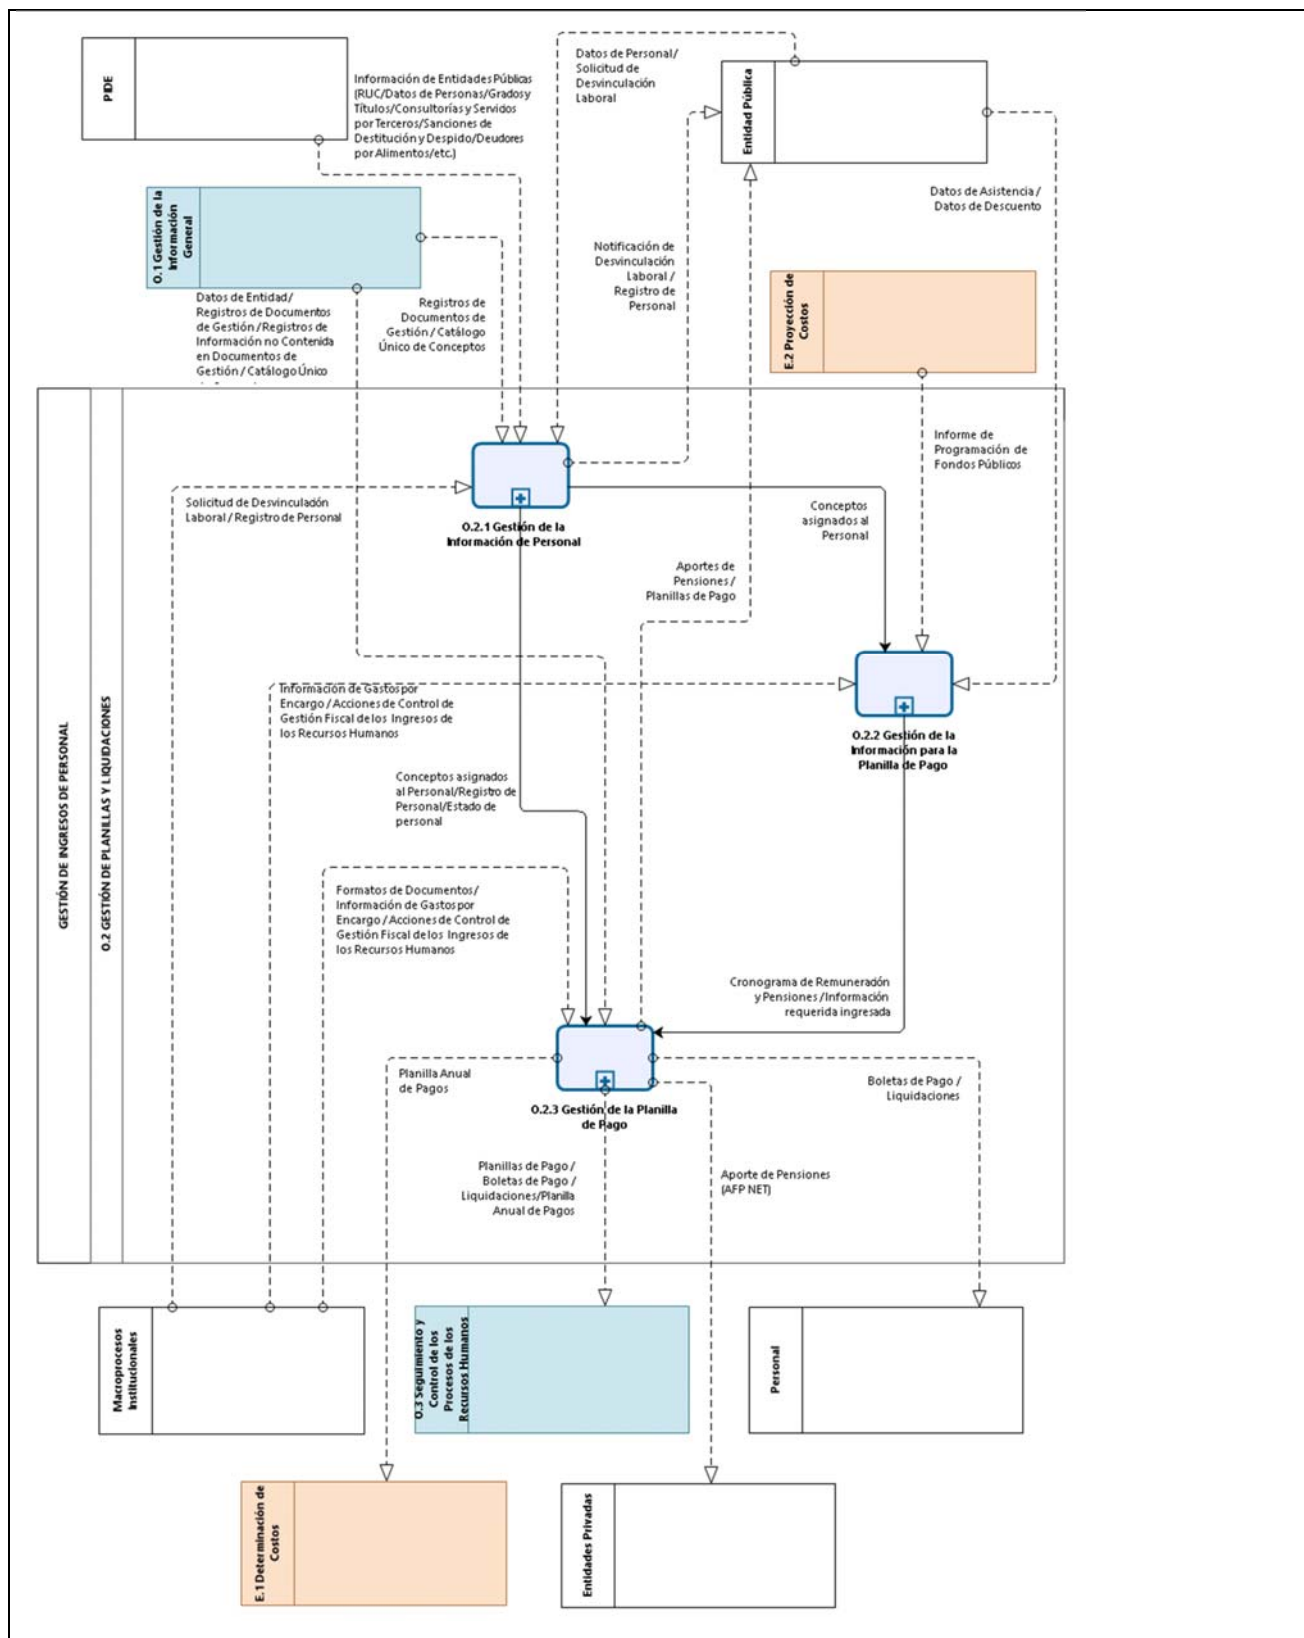 PIDE
Información de Entidades Públicas
(RUC/Datos de Personas/Grados y
Títulos/Consultorías y Servidos
por Terceros/Sanciones de
Destitución y Despido/Deudores
por Alimentos/etc.)
Datos de Personal/
Solicitud de
Desvinculación
Laboral
Entidad Pública
Datos de Asistencia /
Datos de Descuento
O.1 Gestión de la
Información
General
Datos de Entidad/
Registros de Documentos
de Gestión / Registros de
Información no Contenida
en Documentos de
Gestión / Catálogo Único
Registros de
Documentos de
Gestión / Catálogo
Único de Conceptos
Notificación de
Desvinculación
Laboral /
Registro de
Personal
E.2 Proyección de
Costos
Informe de
Programación de
Fondos Públicos
GESTIÓN DE INGRESOS DE PERSONAL
O.2 GESTIÓN DE PLANILLAS Y LIQUIDACIONES
Solicitud de Desvinculación
Laboral / Registro de Personal
O.2.1 Gestión de la
Información de Personal
Conceptos
asignados al
Personal
Aportes de
Pensiones /
Planillas de Pago
Información de Gastos por
Encargo / Acciones de Control de
Gestión Fiscal de los Ingresos de
los Recursos Humanos
O.2.2 Gestión de la
Información para la
Planilla de Pago
Conceptos asignados
al Personal/Registro de
Personal/Estado de
personal
Formatos de Documentos/
Información de Gastos por
Encargo / Acciones de Control de
Gestión Fiscal de los Ingresos de
los Recursos Humanos
Cronograma de Remuneración
y Pensiones / Información
requerida ingresada
Planilla Anual
de Pagos
O.2.3 Gestión de la Planilla
de Pago
Boletas de Pago /
Liquidaciones
Planillas de Pago /
Boletas de Pago /
Liquidaciones/Planilla
Anual de Pagos
Aporte de Pensiones
(AFP NET)
Macroprocesos
Institucionales
O.3 Seguimiento y
Control de los
Procesos de los
Recursos Humanos
Personal
E.1 Determinación de
Costos
Entidades Privadas